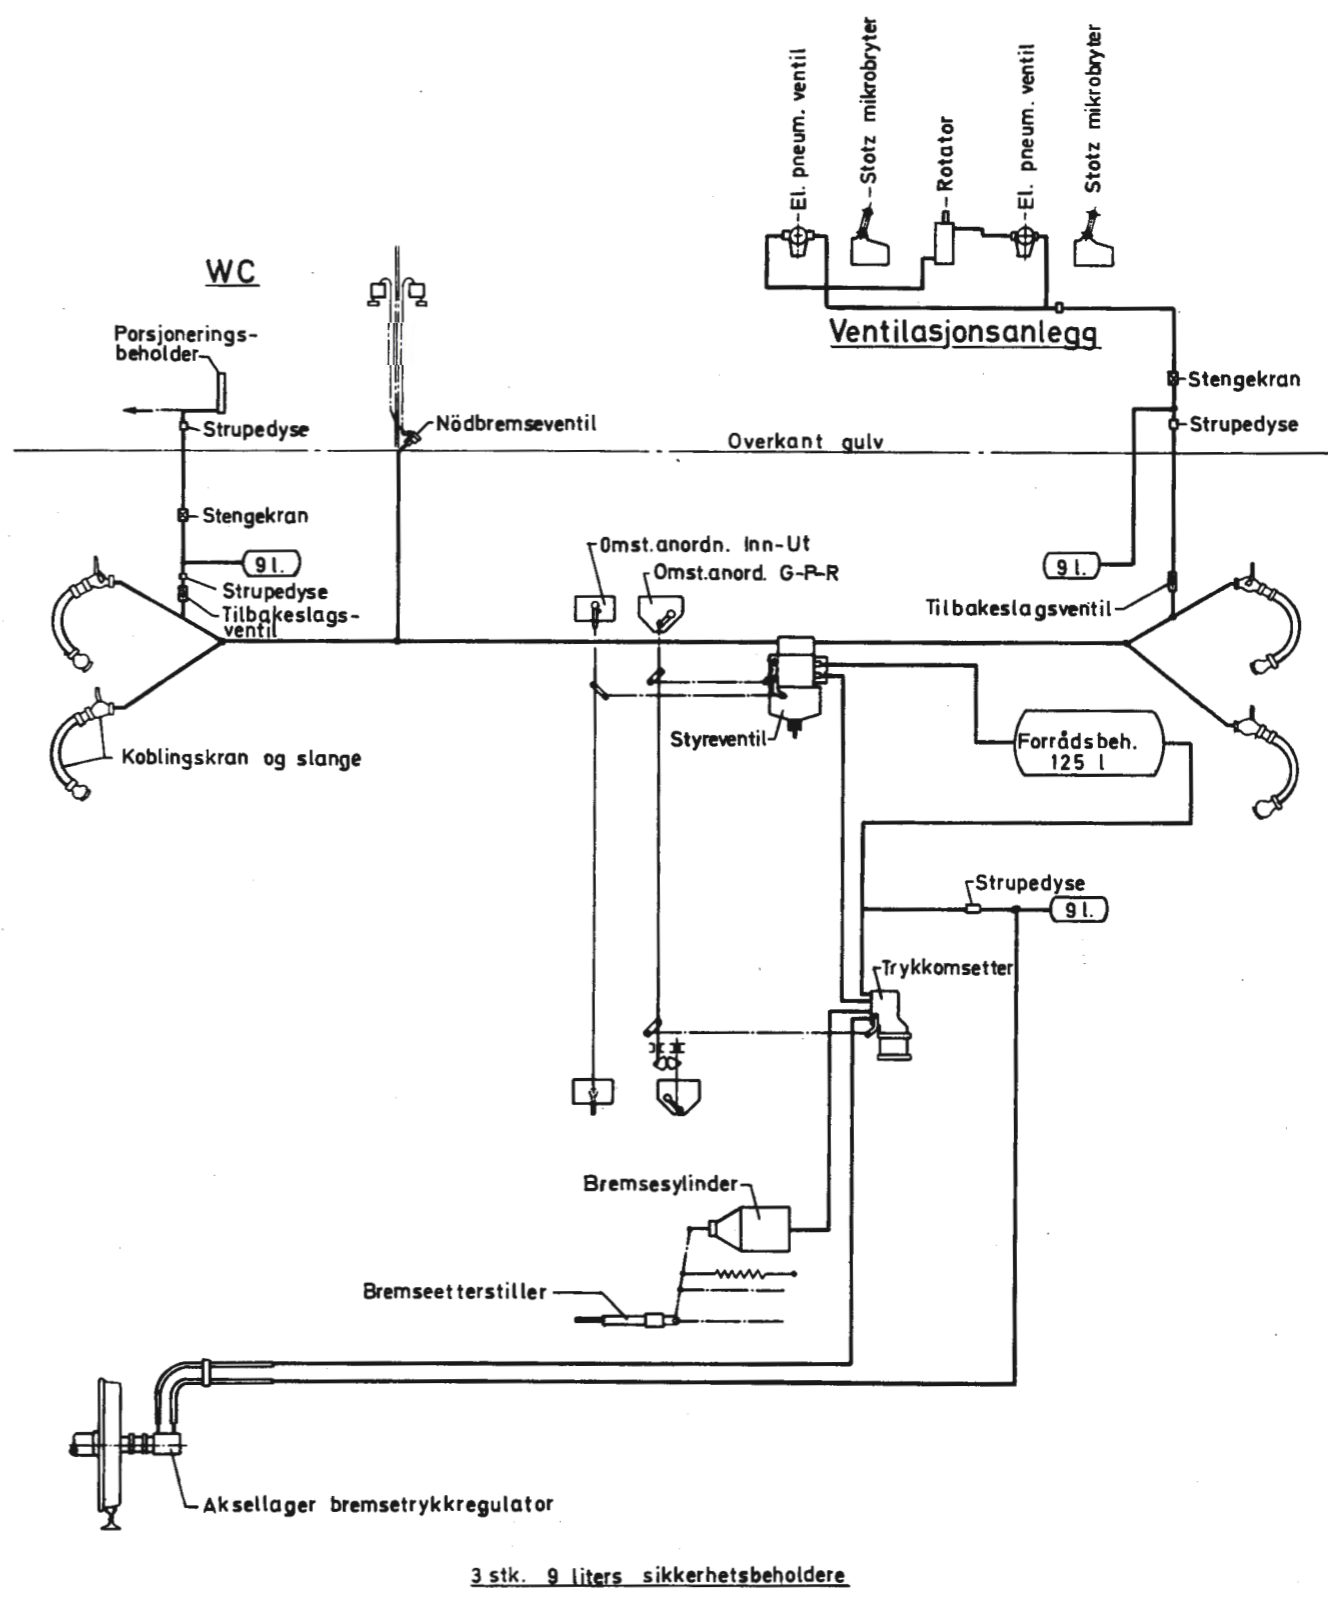 El. pneum. ventil
Stotz mikrobryter
Rotator
El. pneum. ventil
Stotz mikrobryter
WC
Ventilasjonsanlegg
Porsjonerings-
beholder
Stengekran
Strupedyse
Nödbremseventil
Strupedyse
Overkant gulv
Stengekran
Omst.anordn. Inn-Ut
9 l.
Omst.anord. G-P-R
9 l.
Strupedyse
Tilbakeslags-
ventil
Tilbakeslagsventil
Styreventil
Forrådsbeh.
125 l
Koblingskran og slange
Strupedyse
9 l.
Trykkomsetter
Bremsesylinder
Bremseetterstiller
Aksellager bremsetrykkregulator
3 stk. 9 liters sikkerhetsbeholdere